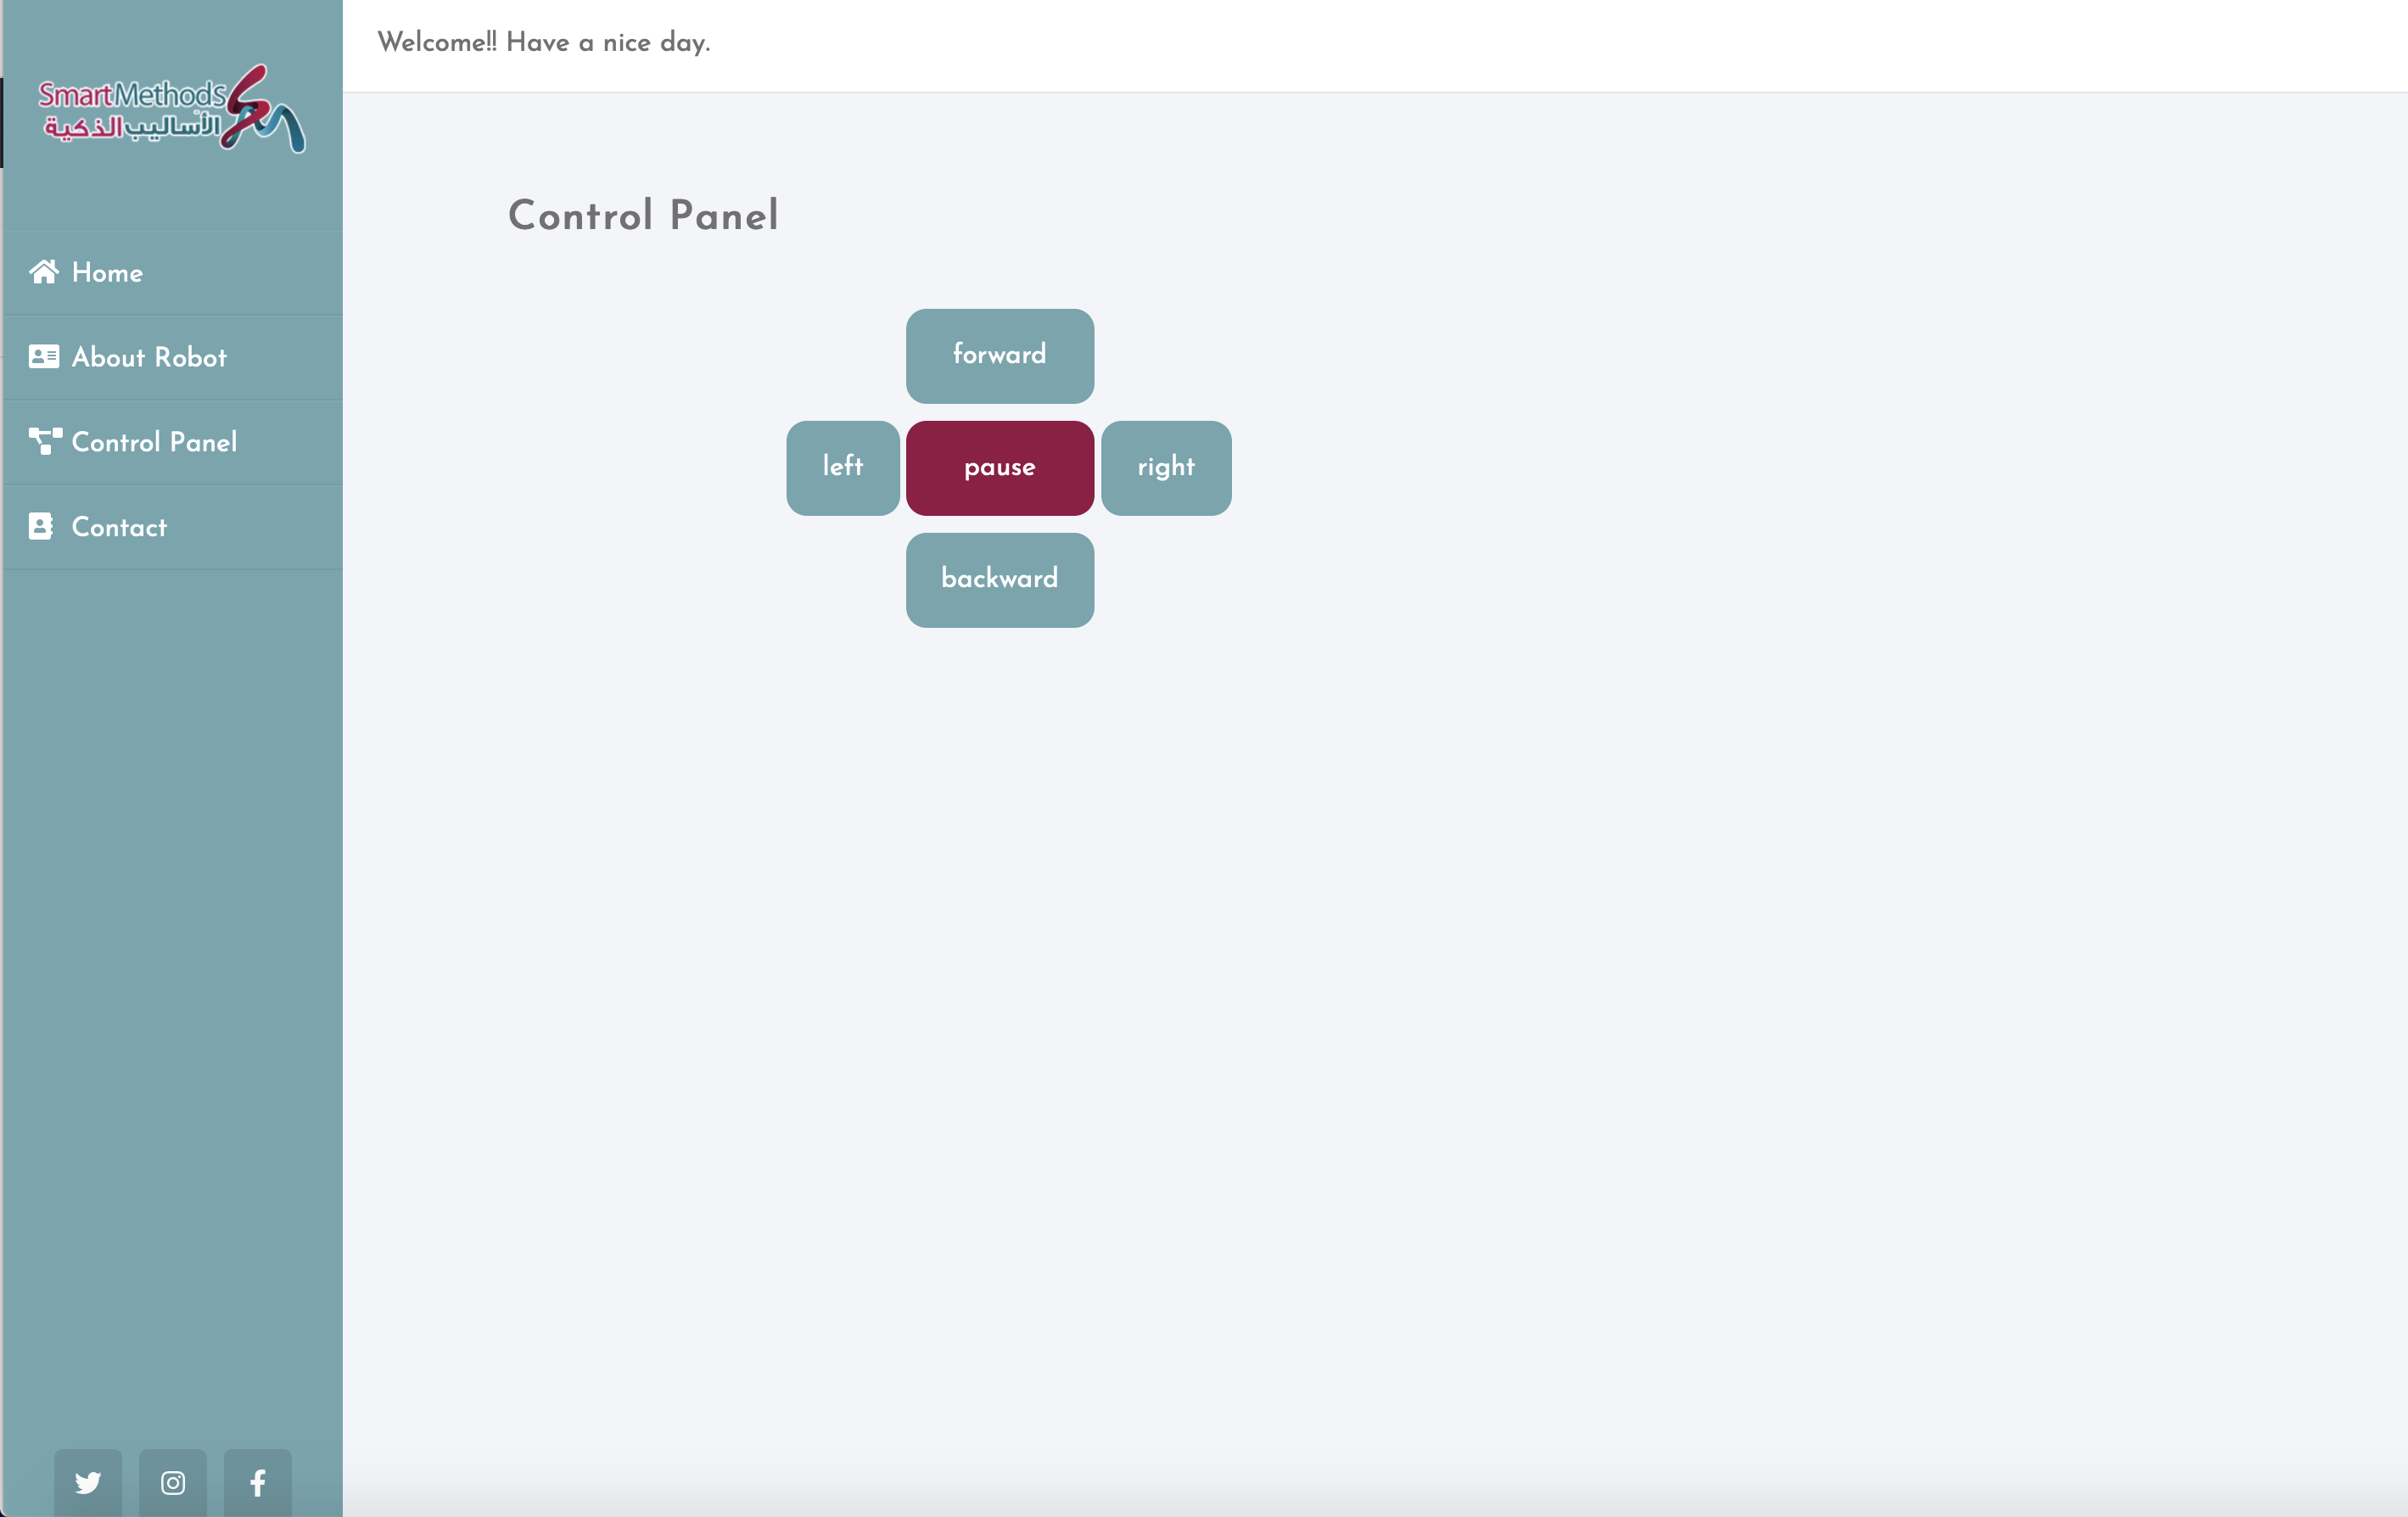 SmartMethods
الأساليب الذكية
Home
About Robot
Control Panel
Contact
Welcome!! Have a nice day.
Control Panel
forward
left
pause
right
backward